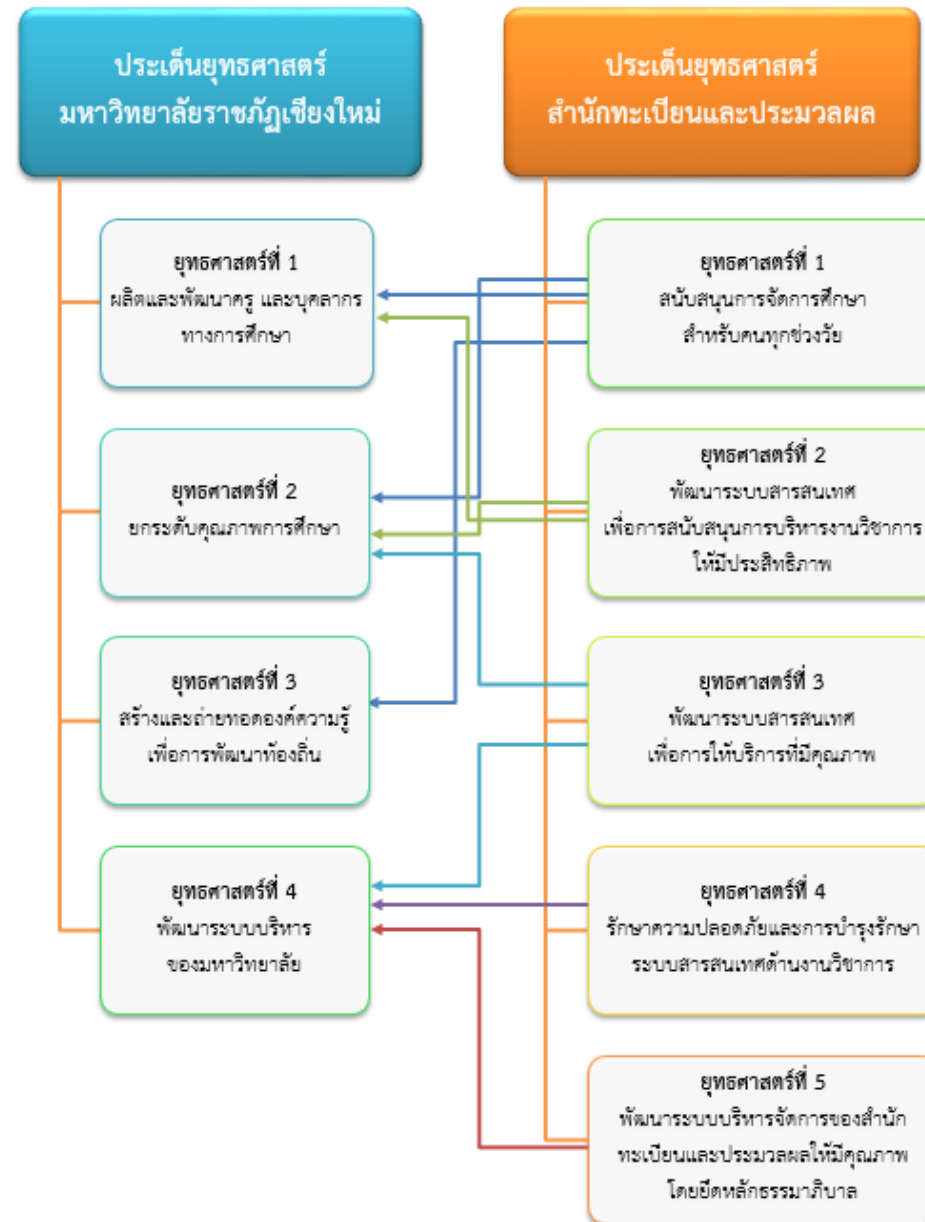 ประเด็นยุทธศาสตร์
มหาวิทยาลัยราชภัฏเชียงใหม่
ยุทธศาสตร์ที่ 1
ผลิตและพัฒนาครู และบุคลากร
ทางการศึกษา
ยุทธศาสตร์ที่ 2
ยกระดับคุณภาพการศึกษา
ยุทธศาสตร์ที่ 3
สร้างและถ่ายทอดองค์ความรู้
เพื่อการพัฒนาท้องถิ่น
ยุทธศาสตร์ที่ 4
พัฒนาระบบบริหาร
ของมหาวิทยาลัย
ประเด็นยุทธศาสตร์
สำนักทะเบียนและประมวลผล
ยุทธศาสตร์ที่ 1
สนับสนุนการจัดการศึกษา
สำหรับคนทุกช่วงวัย
ยุทธศาสตร์ที่ 2
พัฒนาระบบสารสนเทศ
เพื่อการสนับสนุนการบริหารงานวิชาการ
ให้มีประสิทธิภาพ
ยุทธศาสตร์ที่ 3
พัฒนาระบบสารสนเทศ
เพื่อการให้บริการที่มีคุณภาพ
ยุทธศาสตร์ที่ 4
รักษาความปลอดภัยและการบำรุงรักษา
ระบบสารสนเทศด้านงานวิชาการ
ยุทธศาสตร์ที่ 5
พัฒนาระบบบริหารจัดการของสำนัก
ทะเบียนและประมวลผลให้มีคุณภาพ
โดยยึดหลักธรรมาภิบาล